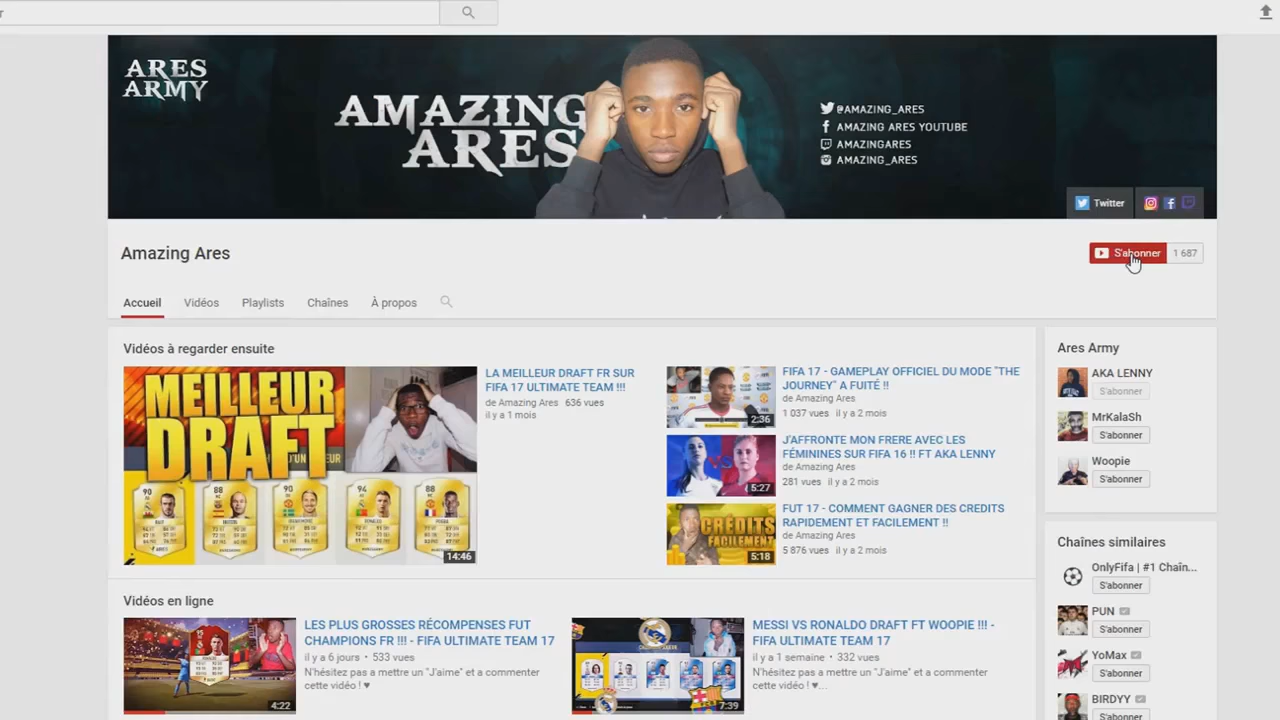 r
ARES
ARMY
AMAZING
ARES
@AMAZING_ARES
AMAZING ARES YOUTUBE
AMAZINGARES
AMAZING_ARES
Twitter
Amazing Ares
S'abonner 1 687
Accueil Vidéos Playlists Chaînes À propos
Vidéos à regarder ensuite
MEILLEUR
DRAFT
90 88 90 94 88
14:46
LA MEILLEUR DRAFT FR SUR
FIFA 17 ULTIMATE TEAM !!!
de Amazing Ares 636 vues
il y a 1 mois
2:36
FIFA 17 - GAMEPLAY OFFICIEL DU MODE "THE
JOURNEY" A FUITÉ !!
de Amazing Ares
1 037 vues il y a 2 mois
5:27
J'AFFRONTE MON FRERE AVEC LES
FÉMININES SUR FIFA 16 !! FT AKA LENNY
de Amazing Ares
281 vues il y a 2 mois
CRÉDITS
FACILEMENT
5:18
FUT 17 - COMMENT GAGNER DES CREDITS
RAPIDEMENT ET FACILEMENT !!
de Amazing Ares
5 876 vues il y a 2 mois
Vidéos en ligne
4:22
LES PLUS GROSSES RÉCOMPENSES FUT
CHAMPIONS FR !!! - FIFA ULTIMATE TEAM 17
il y a 6 jours • 533 vues
N'hésitez pas a mettre un "J'aime" et a commenter
cette vidéo ! ♥
7:39
MESSI VS RONALDO DRAFT FT WOOPIE !!! -
FIFA ULTIMATE TEAM 17
il y a 1 semaine • 332 vues
N'hésitez pas a mettre un "J'aime" et a commenter
cette vidéo ! ♥...
Ares Army
AKA LENNY
S'abonner
MrKalaSh
S'abonner
Woopie
S'abonner
Chaînes similaires
OnlyFifa | #1 Chaîn...
S'abonner
PUN
S'abonner
YoMax
S'abonner
BIRDYY
S'abonner